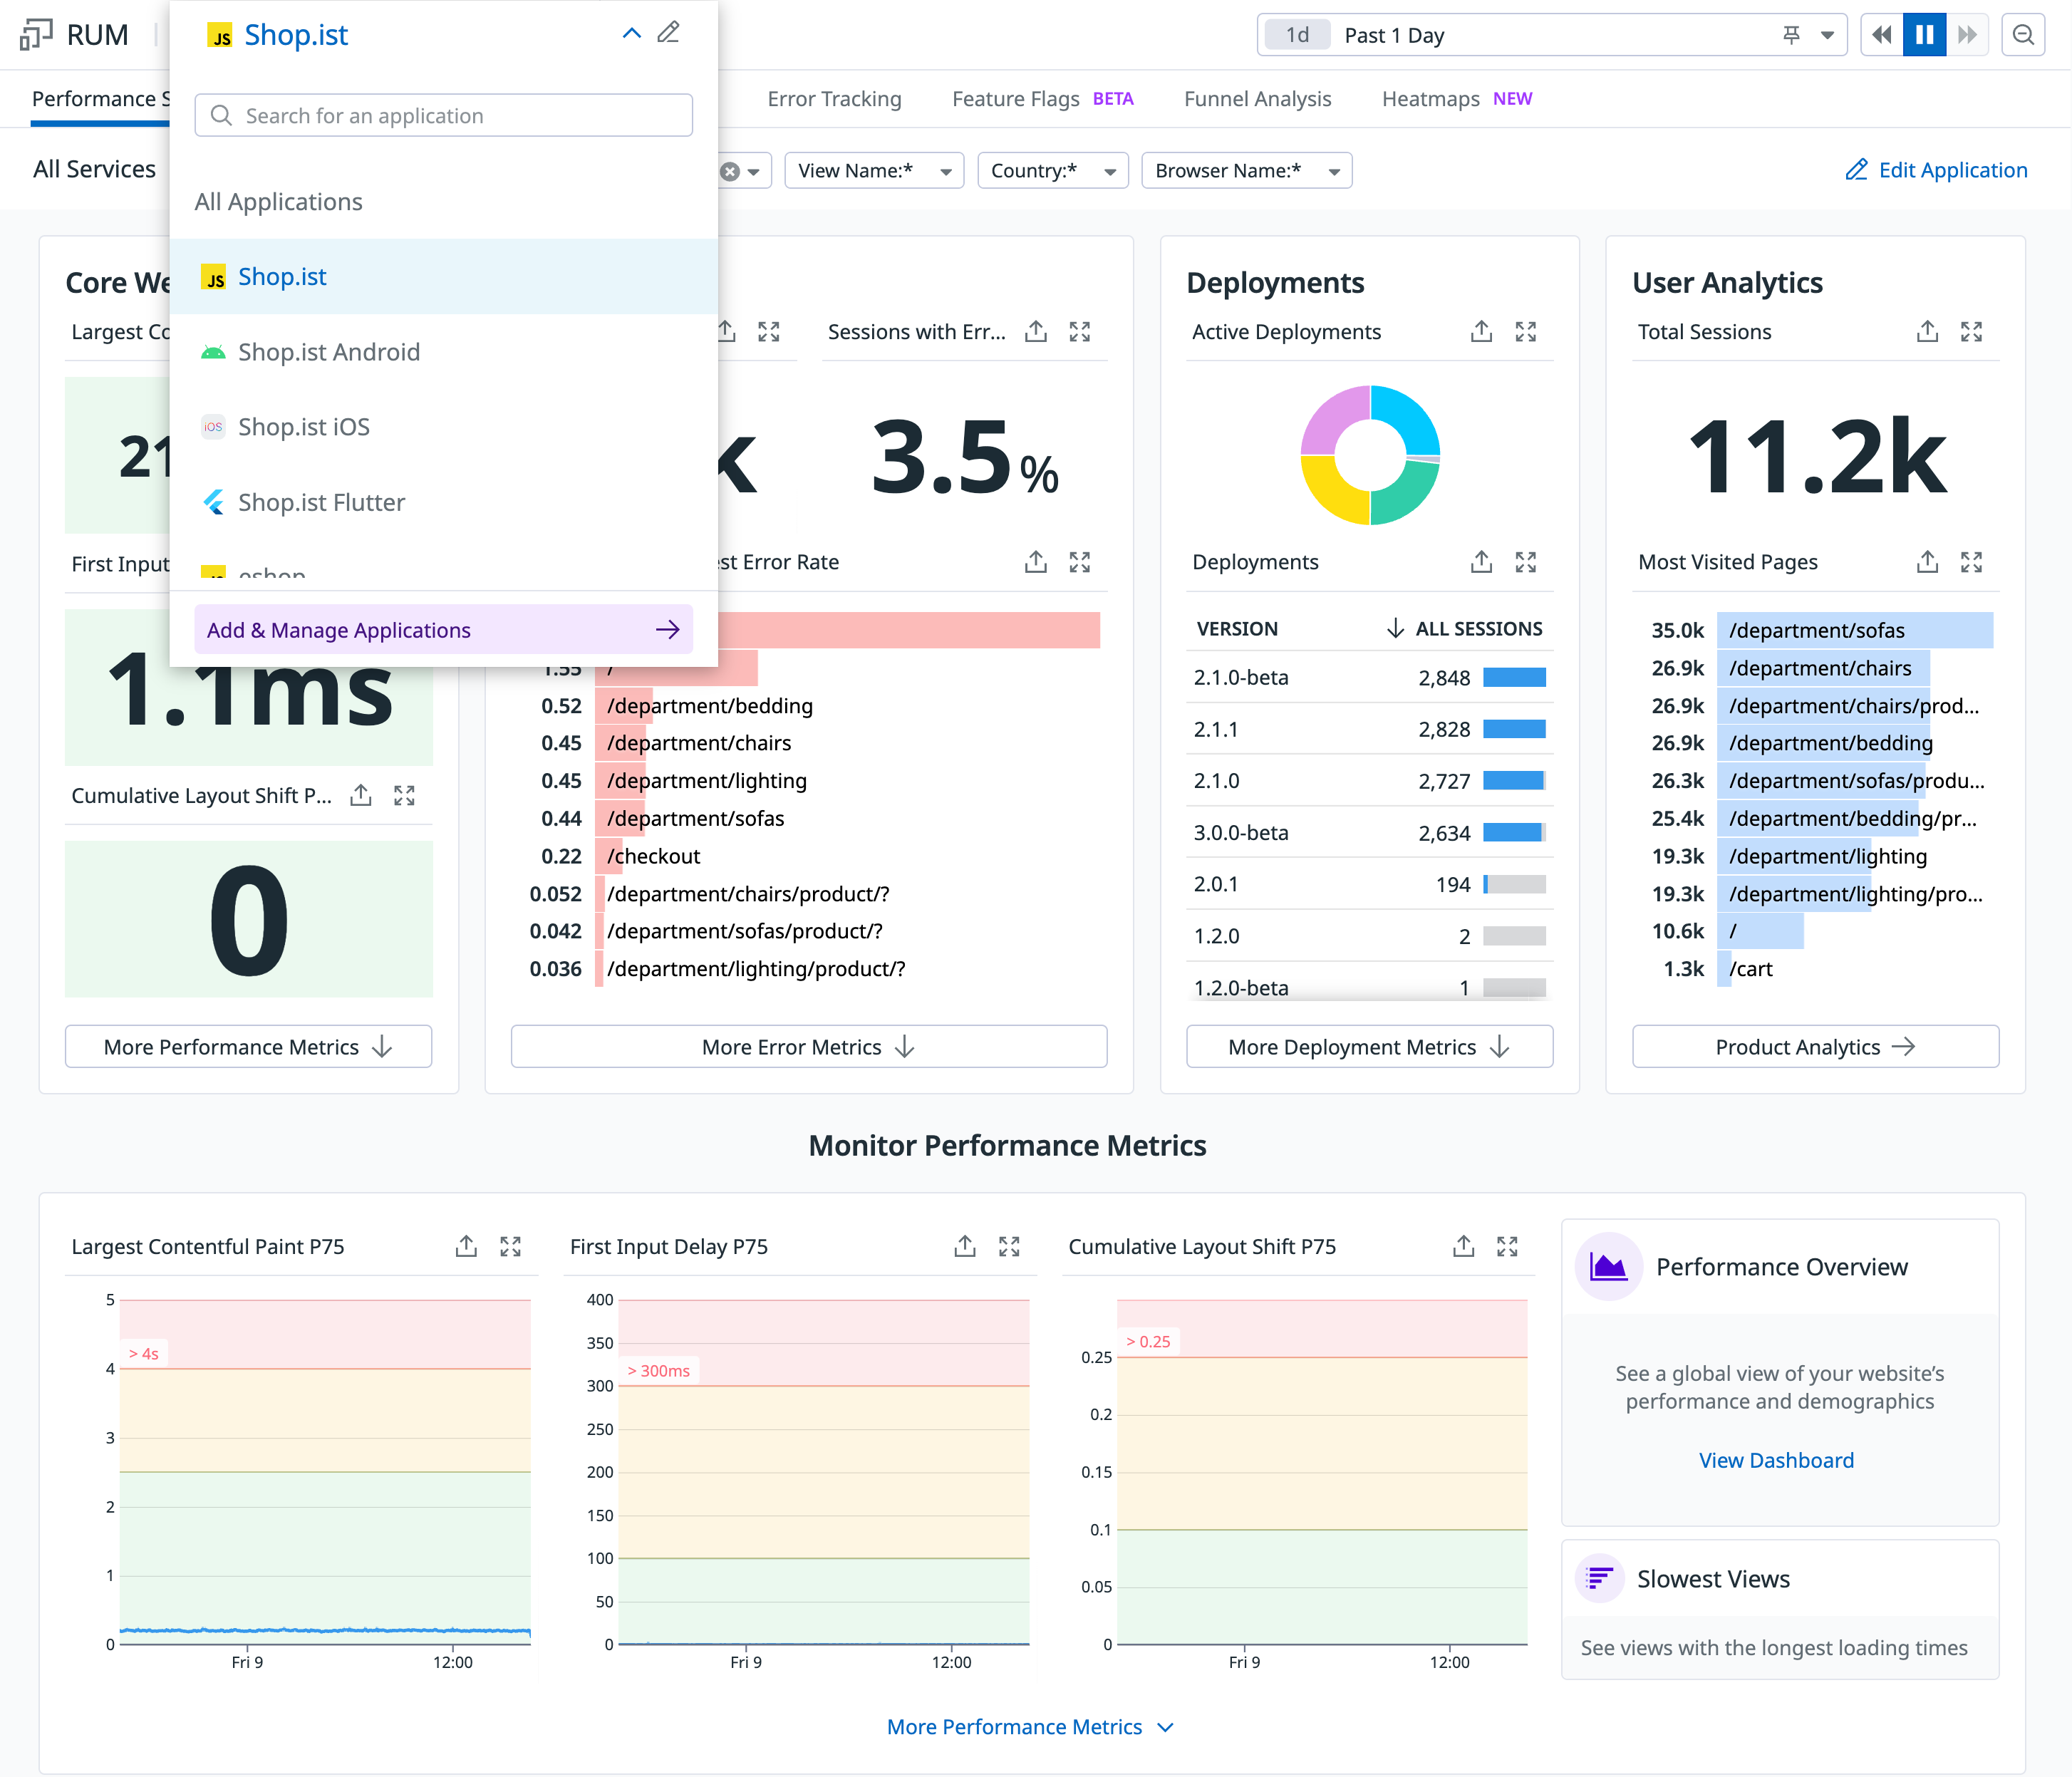 RUM
JS Shop.ist
1d Past 1 Day
Performance S
Error Tracking
Feature Flags BETA
Funnel Analysis
Heatmaps NEW
Search for an application
All Services
View Name:*
Country:*
Browser Name:*
Edit Application
All Applications
JS Shop.ist
Shop.ist Android
iOS Shop.ist iOS
Shop.ist Flutter
eshop
Add & Manage Applications
Core We
Largest Co
21
First Input
1.1ms
Cumulative Layout Shift P...
0
More Performance Metrics
Sessions with Err...
k
3.5%
est Error Rate
1.55 /
0.52 /department/bedding
0.45 /department/chairs
0.45 /department/lighting
0.44 /department/sofas
0.22 /checkout
0.052 /department/chairs/product/?
0.042 /department/sofas/product/?
0.036 /department/lighting/product/?
More Error Metrics
Deployments
Active Deployments
Deployments
VERSION ALL SESSIONS
2.1.0-beta 2,848
2.1.1 2,828
2.1.0 2,727
3.0.0-beta 2,634
2.0.1 194
1.2.0 2
1.2.0-beta 1
More Deployment Metrics
User Analytics
Total Sessions
11.2k
Most Visited Pages
35.0k /department/sofas
26.9k /department/chairs
26.9k /department/chairs/prod...
26.9k /department/bedding
26.3k /department/sofas/produ...
25.4k /department/bedding/pr...
19.3k /department/lighting
19.3k /department/lighting/pro...
10.6k /
1.3k /cart
Product Analytics
Monitor Performance Metrics
Largest Contentful Paint P75
5
> 4s
4
3
2
1
0
Fri 9 12:00
First Input Delay P75
400
350
> 300ms
300
250
200
150
100
50
0
Fri 9 12:00
Cumulative Layout Shift P75
> 0.25
0.25
0.2
0.15
0.1
0.05
0
Fri 9 12:00
Performance Overview
See a global view of your website’s
performance and demographics
View Dashboard
Slowest Views
See views with the longest loading times
More Performance Metrics